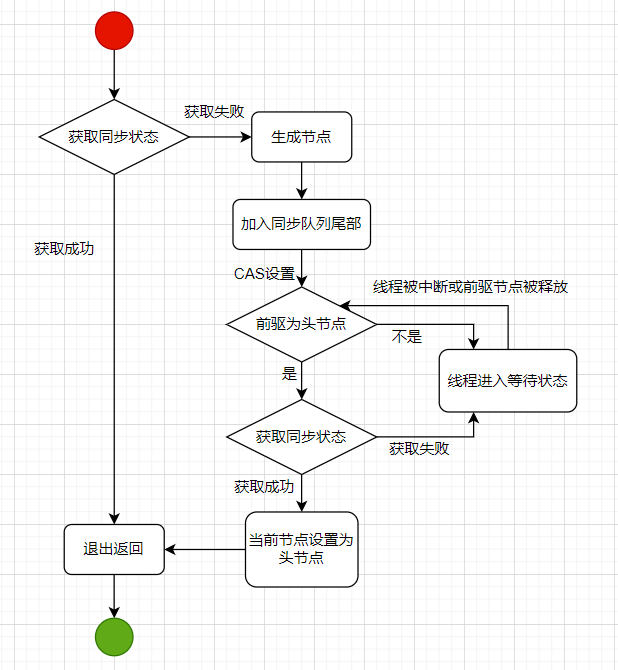 获取失败
获取同步状态
生成节点
加入同步队列尾部
获取成功
CAS设置
线程被中断或前驱节点被释放
前驱为头节点
不是
是
线程进入等待状态
获取同步状态
获取失败
获取成功
退出返回
当前节点设置为
头节点